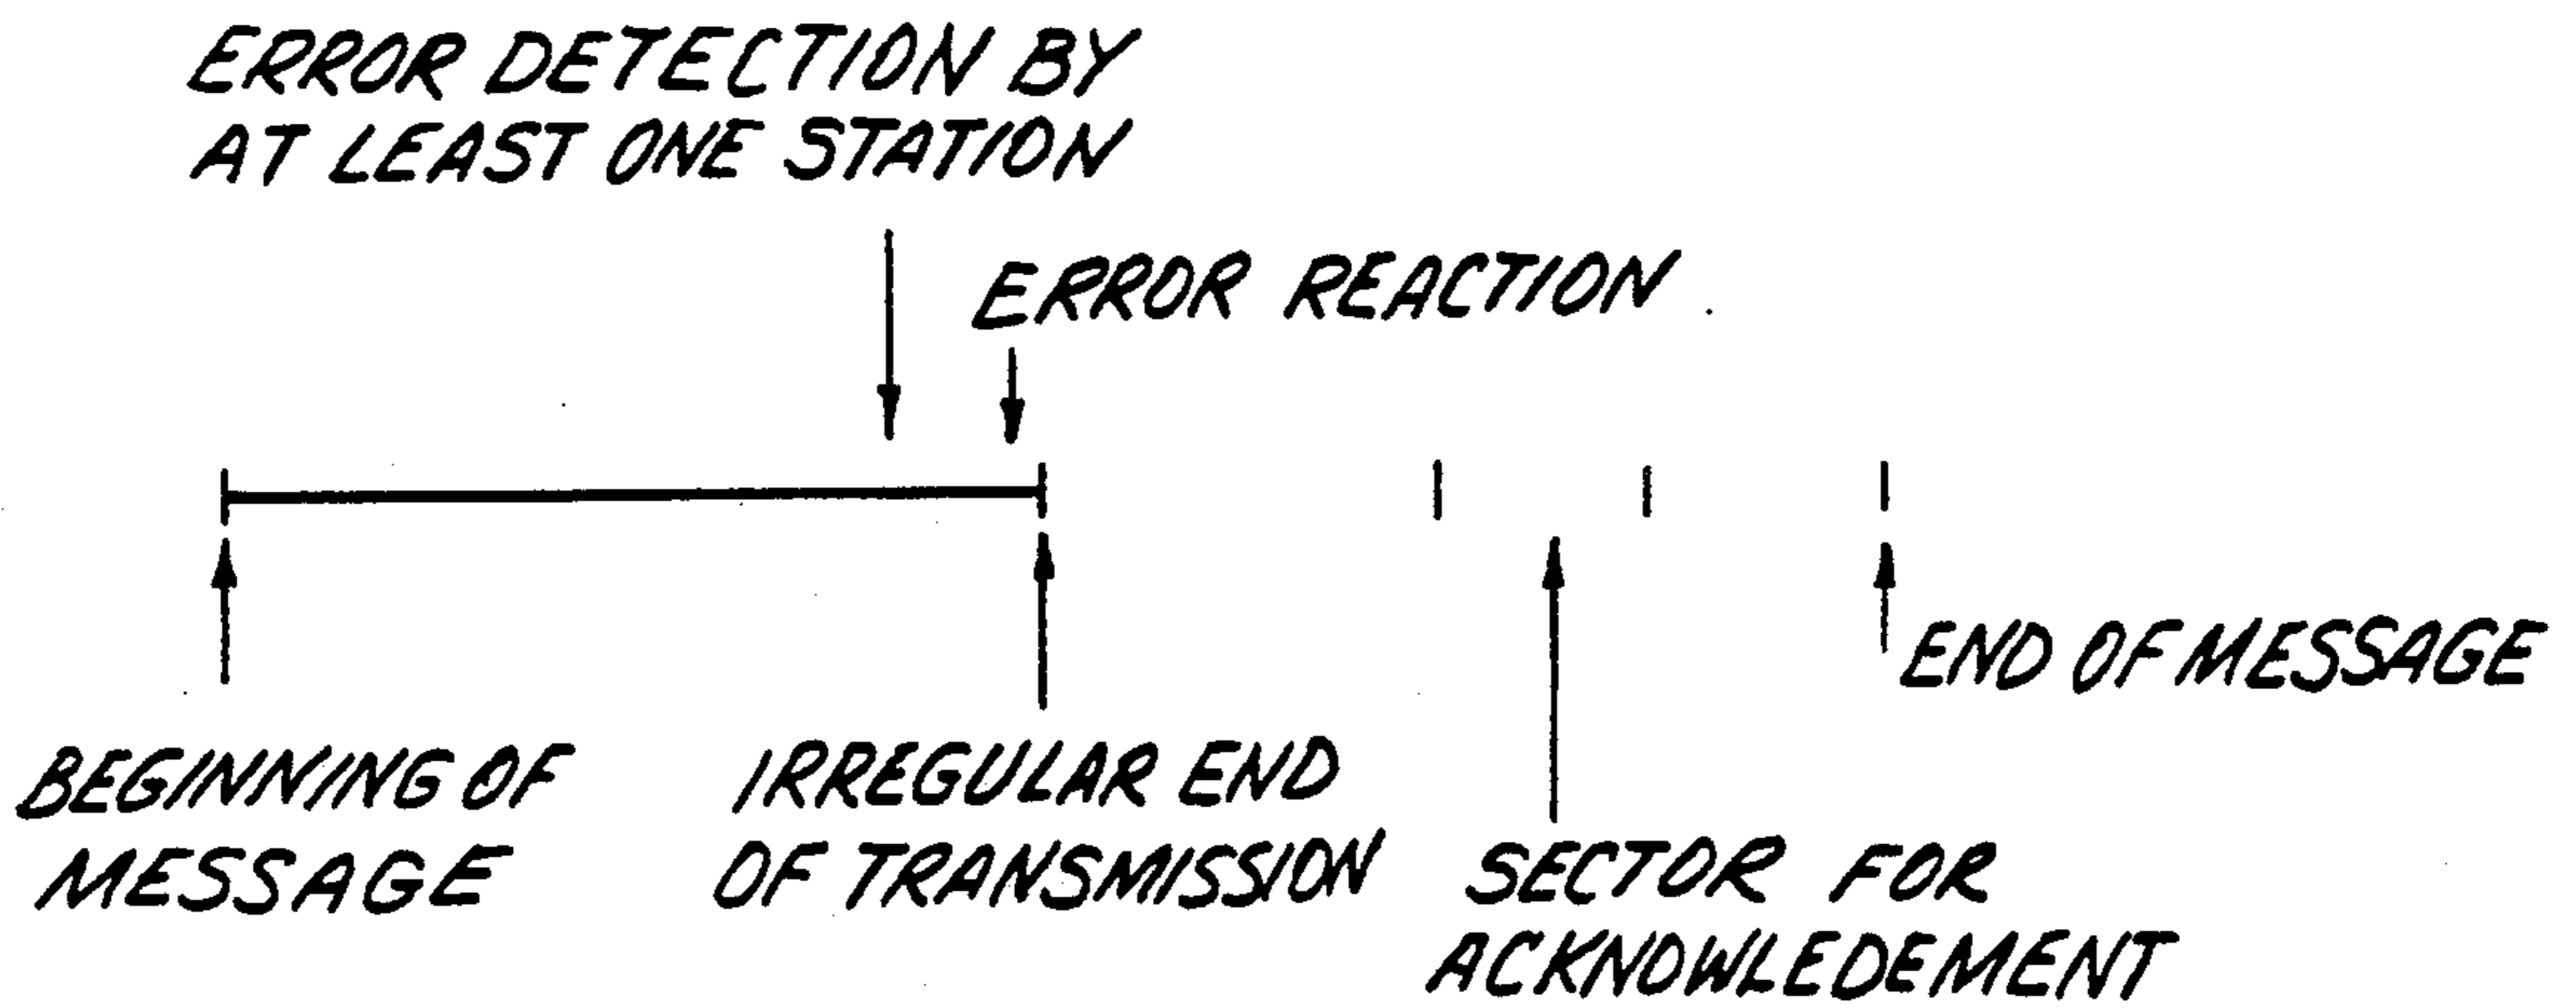 ERROR DETECTION BY
AT LEAST ONE STATION
ERROR REACTION
END OF MESSAGE
BEGINNING OF
MESSAGE
IRREGULAR END
OF TRANSMISSION
SECTOR FOR
ACKNOWLEDEMENT